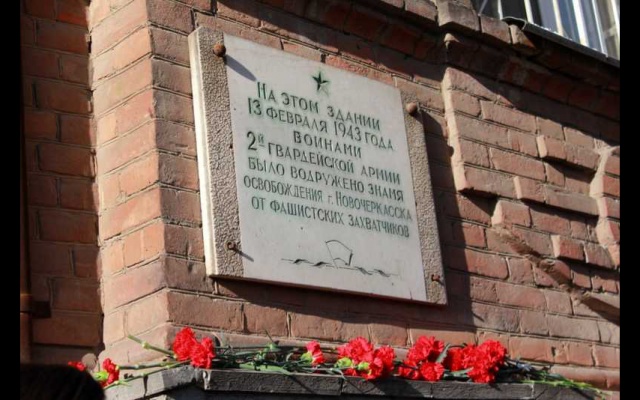 НА ЭТОМ ЗДАНИИ
13 ФЕВРАЛЯ 1943 ГОДА
ВОИНАМИ
2й ГВАРДЕЙСКОЙ АРМИИ
БЫЛО ВОДРУЖЕНО ЗНАМЯ
ОСВОБОЖДЕНИЯ г. НОВОЧЕРКАССКА
ОТ ФАШИСТСКИХ ЗАХВАТЧИКОВ